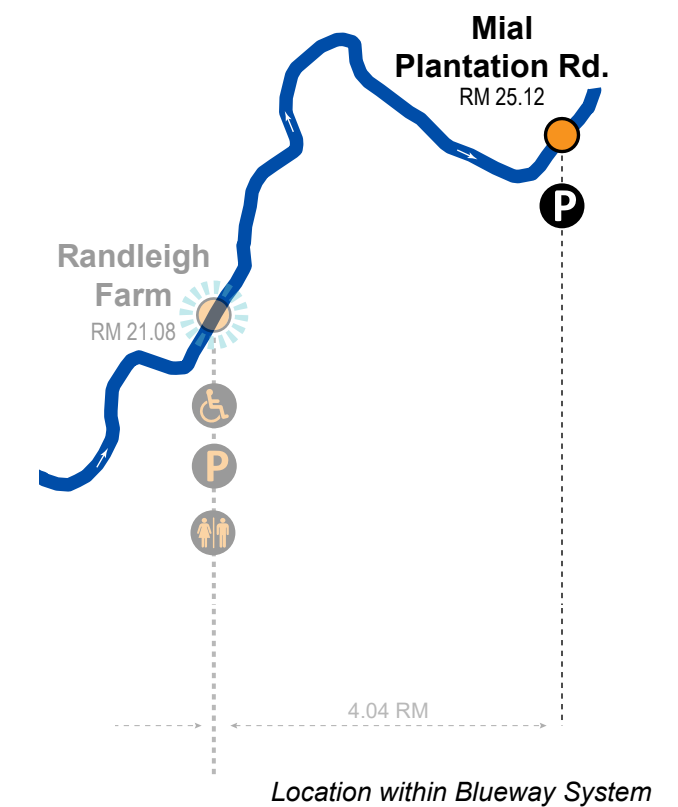 Mial
Plantation Rd.
RM 25.12
P
Randleigh
Farm
RM 21.08
P
4.04 RM
Location within Blueway System